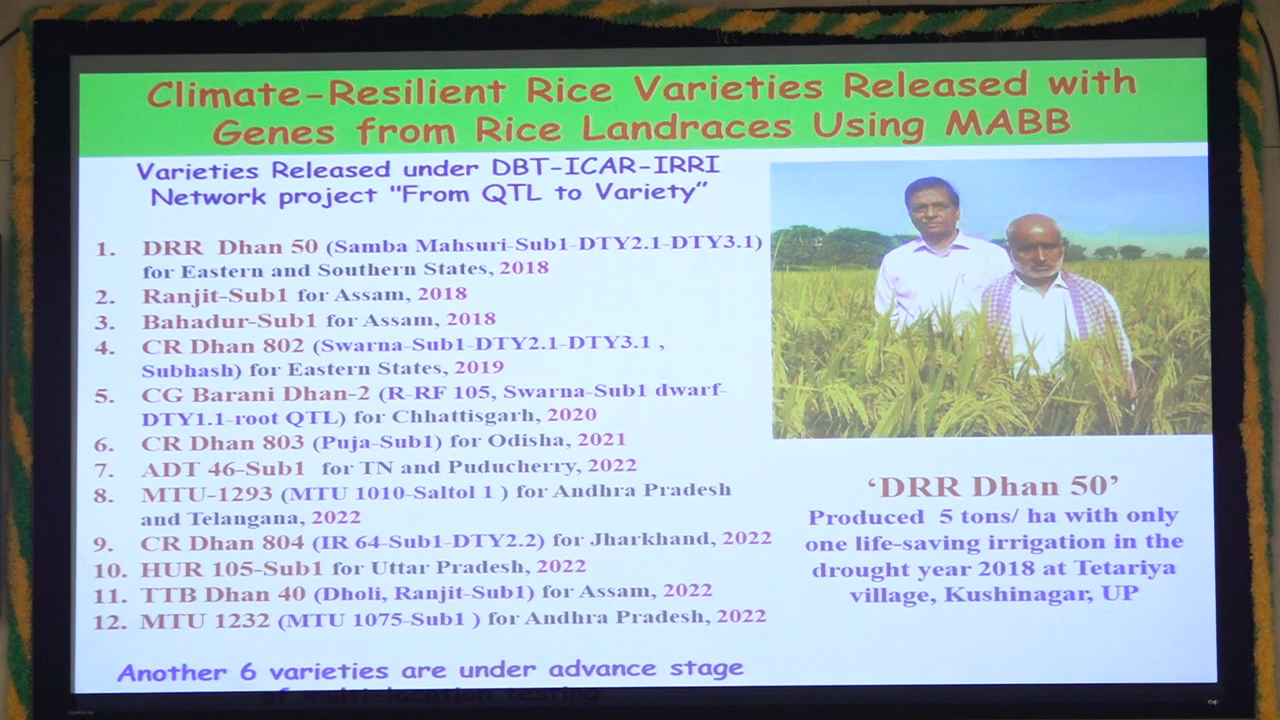 Climate-Resilient Rice Varieties Released with
Genes from Rice Landraces Using MABB
Varieties Released under DBT-ICAR-IRRI
Network project "From QTL to Variety”
1. DRR Dhan 50 (Samba Mahsuri-Sub1-DTY2.1-DTY3.1)
for Eastern and Southern States, 2018
2. Ranjit-Sub1 for Assam, 2018
3. Bahadur-Sub1 for Assam, 2018
4. CR Dhan 802 (Swarna-Sub1-DTY2.1-DTY3.1 ,
Subhash) for Eastern States, 2019
5. CG Barani Dhan-2 (R-RF 105, Swarna-Sub1 dwarf-
DTY1.1-root QTL) for Chhattisgarh, 2020
6. CR Dhan 803 (Puja-Sub1) for Odisha, 2021
7. ADT 46-Sub1 for TN and Puducherry, 2022
8. MTU-1293 (MTU 1010-Saltol 1 ) for Andhra Pradesh
and Telangana, 2022
9. CR Dhan 804 (IR 64-Sub1-DTY2.2) for Jharkhand, 2022
10. HUR 105-Sub1 for Uttar Pradesh, 2022
11. TTB Dhan 40 (Dholi, Ranjit-Sub1) for Assam, 2022
12. MTU 1232 (MTU 1075-Sub1 ) for Andhra Pradesh, 2022
Another 6 varieties are under advance stage
of multi-location testing
‘DRR Dhan 50’
Produced 5 tons/ ha with only
one life-saving irrigation in the
drought year 2018 at Tetariya
village, Kushinagar, UP